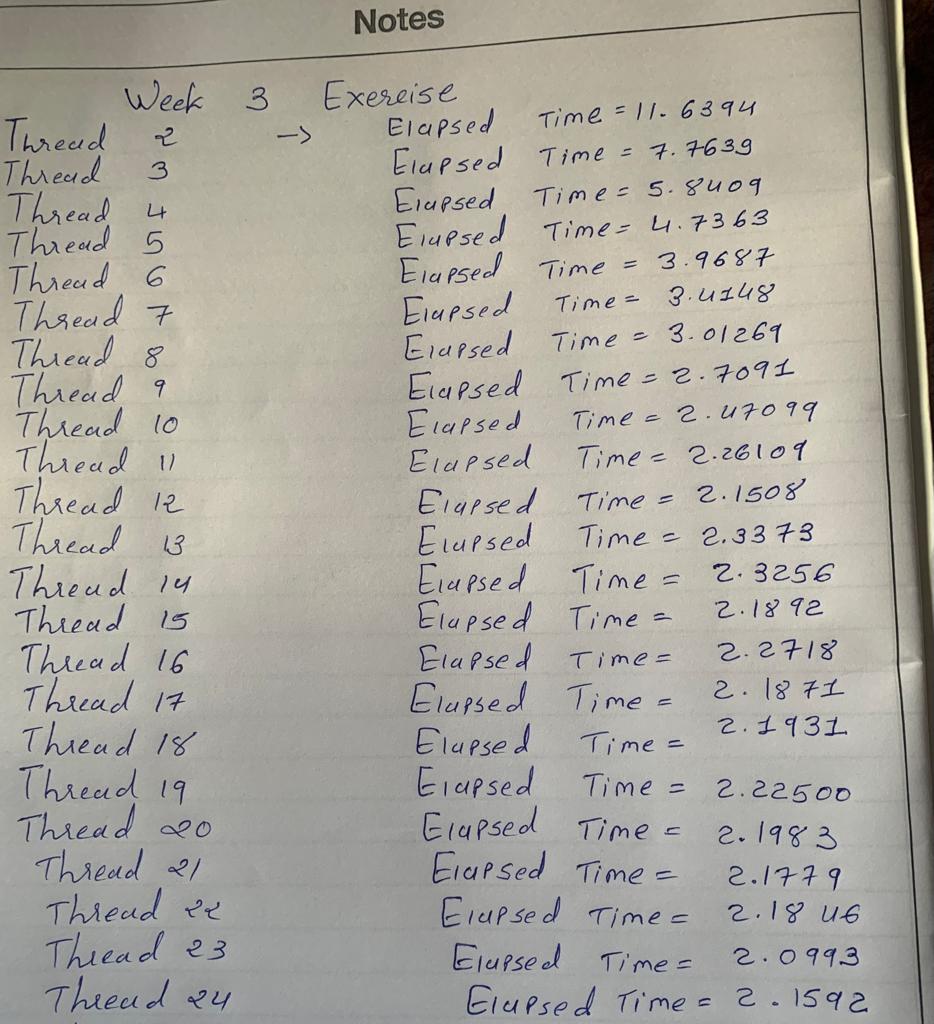 Notes
Week 3 Exereise
Thread 2 -> Elapsed Time = 11.6394
Thread 3 Elapsed Time = 7.7639
Thread 4 Elapsed Time = 5.8409
Thread 5 Elapsed Time = 4.7363
Thread 6 Elapsed Time = 3.9687
Thread 7 Elapsed Time = 3.4148
Thread 8 Elapsed Time = 3.01269
Thread 9 Elapsed Time = 2.7091
Thread 10 Elapsed Time = 2.47099
Thread 11 Elapsed Time = 2.26109
Thread 12 Elapsed Time = 2.1508
Thread 13 Elapsed Time = 2.3373
Thread 14 Elapsed Time = 2.3256
Thread 15 Elapsed Time = 2.1892
Thread 16 Elapsed Time = 2.2718
Thread 17 Elapsed Time = 2.1871
Thread 18 Elapsed Time = 2.1931
Thread 19 Elapsed Time = 2.22500
Thread 20 Elapsed Time = 2.1983
Thread 21 Elapsed Time = 2.1779
Thread 22 Elapsed Time = 2.1846
Thread 23 Elapsed Time = 2.0993
Thread 24 Elapsed Time = 2.1592